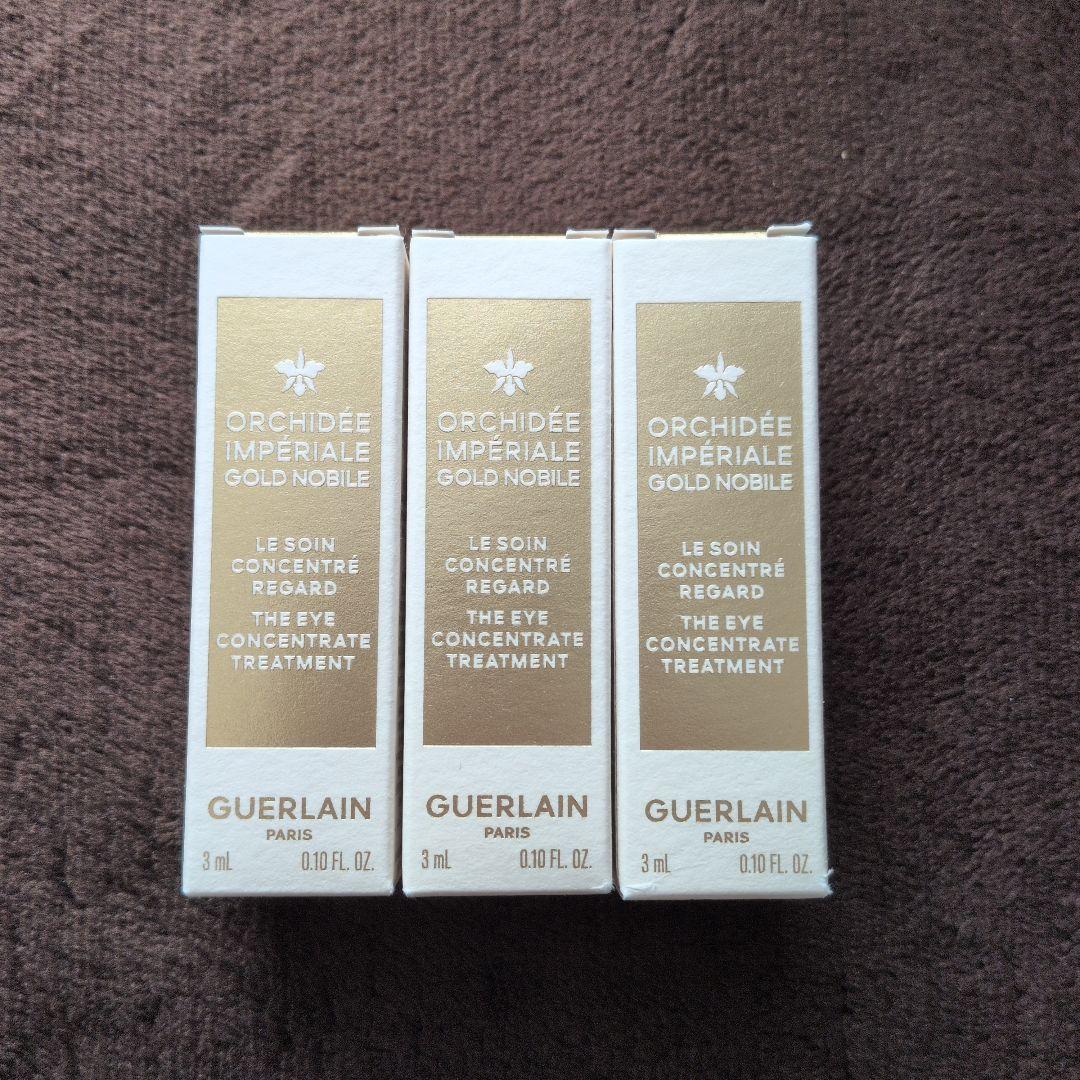 ORCHIDÉE
IMPÉRIALE
GOLD NOBILE
LE SOIN
CONCENTRÉ
REGARD
THE EYE
CONCENTRATE
TREATMENT
GUERLAIN
PARIS
3 mL 0.10 FL. OZ.
ORCHIDÉE
IMPÉRIALE
GOLD NOBILE
LE SOIN
CONCENTRÉ
REGARD
THE EYE
CONCENTRATE
TREATMENT
GUERLAIN
PARIS
3 mL 0.10 FL. OZ.
ORCHIDÉE
IMPÉRIALE
GOLD NOBILE
LE SOIN
CONCENTRÉ
REGARD
THE EYE
CONCENTRATE
TREATMENT
GUERLAIN
PARIS
3 mL 0.10 FL. OZ.